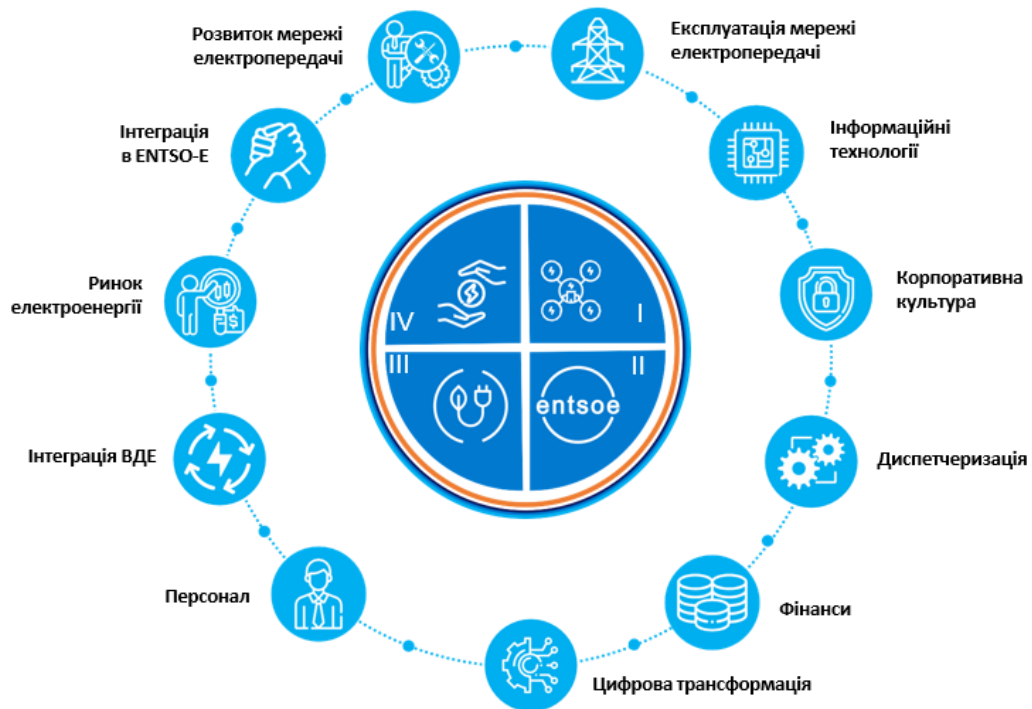 Розвиток мережі
електропередачі
Експлуатація мережі
електропередачі
Інтеграція
в ENTSO-E
Інформаційні
технології
Ринок
електроенергії
Корпоративна
культура
IV
I
III
II
entsoe
Інтеграція ВДЕ
Диспетчеризація
Персонал
Фінанси
Цифрова трансформація